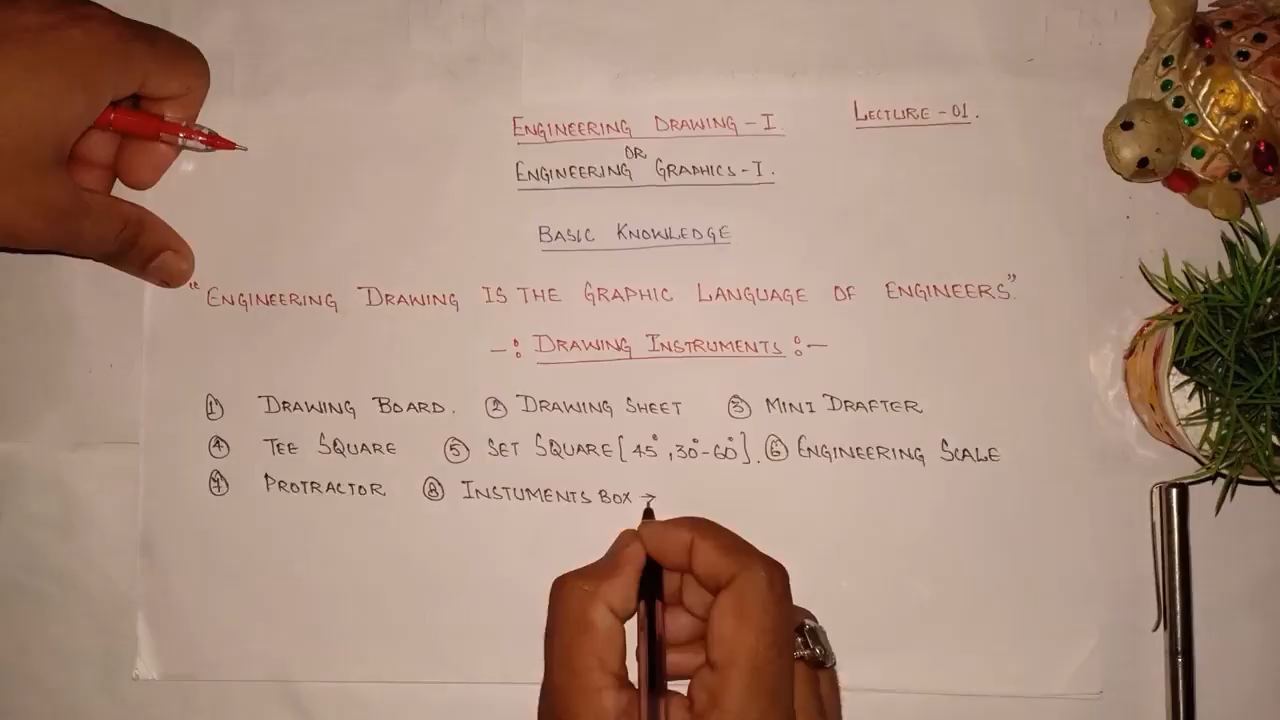 ENGINEERING DRAWING - I. LECTURE - 01.
OR
ENGINEERING GRAPHICS - I.
BASIC KNOWLEDGE
"ENGINEERING DRAWING IS THE GRAPHIC LANGUAGE OF ENGINEERS".
-: DRAWING INSTRUMENTS :-
① DRAWING BOARD. ② DRAWING SHEET ③ MINI DRAFTER
④ TEE SQUARE ⑤ SET SQUARE [45°, 30°-60°]. ⑥ ENGINEERING SCALE
⑦ PROTRACTOR ⑧ INSTUMENTS BOX →